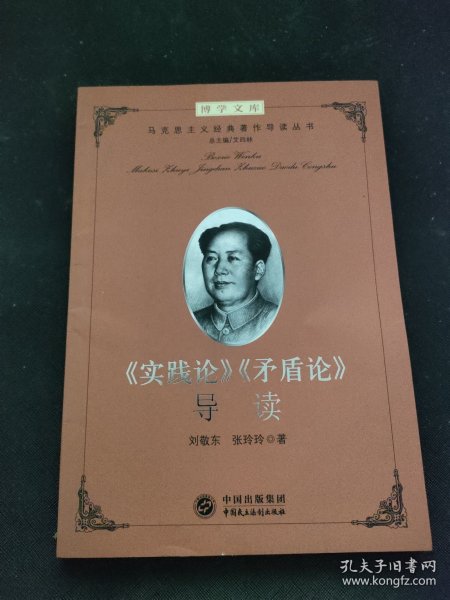 博学文库
马克思主义经典著作导读丛书
总主编/艾四林
Boxue Wenku
Makesi Zhuyi Jingdian Zhuzuo Daodu Congshu
《实践论》《矛盾论》
导 读
刘敬东 张玲玲◎著
中国出版集团
中国民主法制出版社
孔夫子旧书网
www.kongfz.com